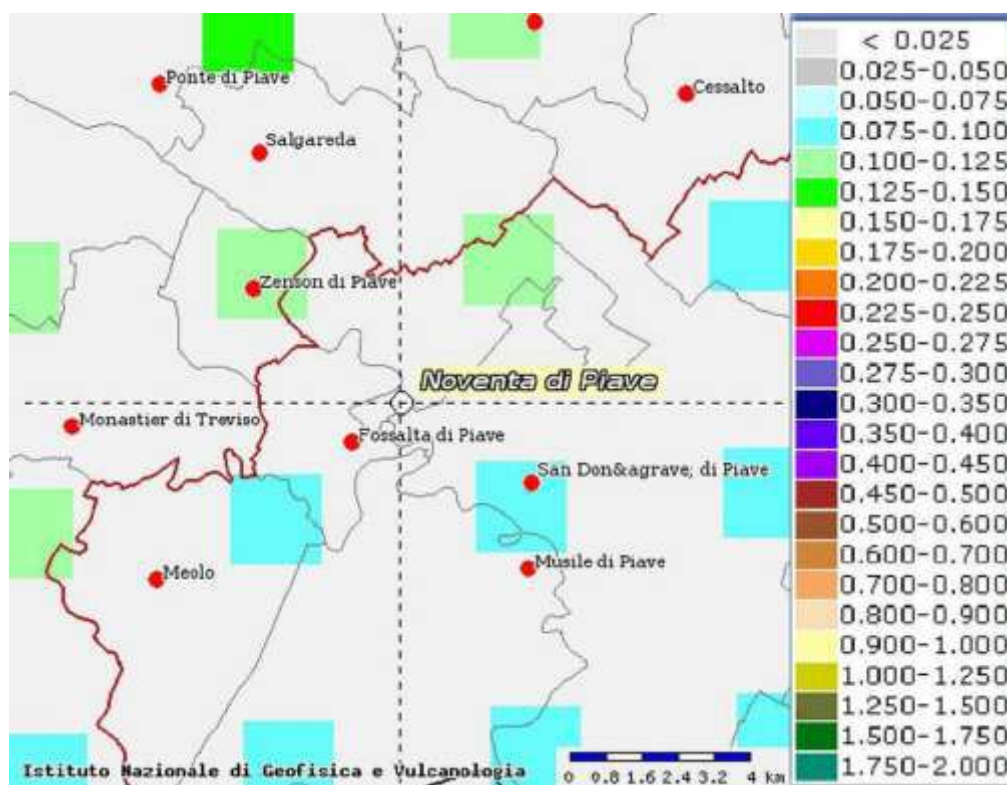 Ponte di Piave
Cessalto
Salgareda
Zenson di Piave
Noventa di Piave
Monastier di Treviso
Fossalta di Piave
San Don&agrave; di Piave
Musile di Piave
Meolo
Istituto Nazionale di Geofisica e Vulcanologia
0 0.8 1.6 2.4 3.2 4 km
< 0.025
0.025-0.050
0.050-0.075
0.075-0.100
0.100-0.125
0.125-0.150
0.150-0.175
0.175-0.200
0.200-0.225
0.225-0.250
0.250-0.275
0.275-0.300
0.300-0.350
0.350-0.400
0.400-0.450
0.450-0.500
0.500-0.600
0.600-0.700
0.700-0.800
0.800-0.900
0.900-1.000
1.000-1.250
1.250-1.500
1.500-1.750
1.750-2.000